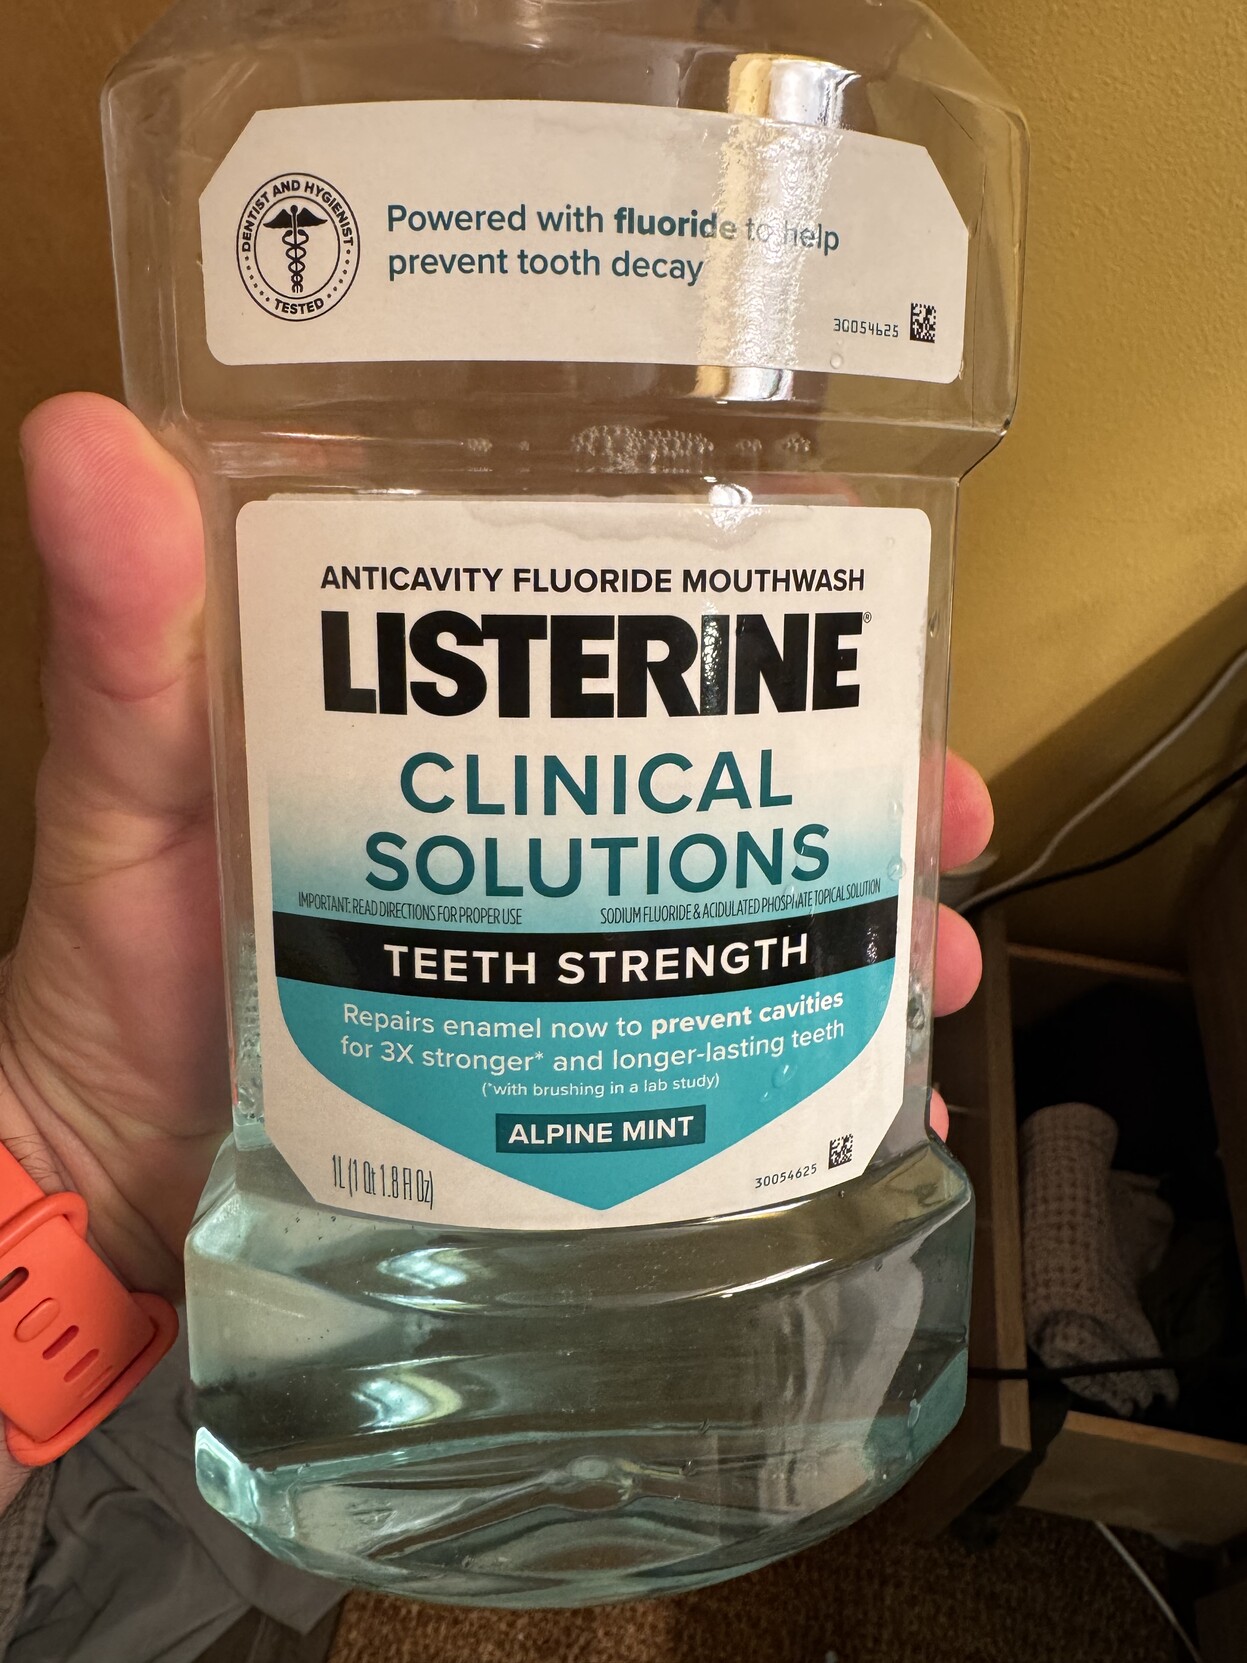 DENTIST AND HYGIENIST
TESTED
Powered with fluoride to help
prevent tooth decay
30054625
ANTICAVITY FLUORIDE MOUTHWASH
LISTERINE®
CLINICAL
SOLUTIONS
IMPORTANT: READ DIRECTIONS FOR PROPER USE
SODIUM FLUORIDE & ACIDULATED PHOSPHATE TOPICAL SOLUTION
TEETH STRENGTH
Repairs enamel now to prevent cavities
for 3X stronger* and longer-lasting teeth
(*with brushing in a lab study)
ALPINE MINT
1L (1 Qt 1.8 Fl Oz)
30054625